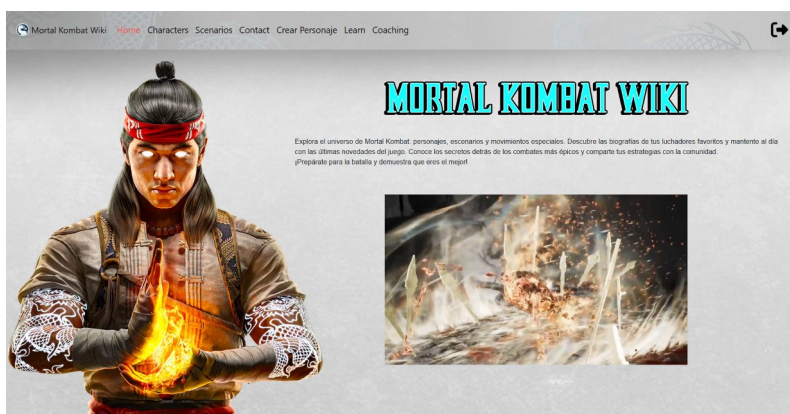 Mortal Kombat Wiki Home Characters Scenarios Contact Crear Personaje Learn Coaching
MORTAL KOMBAT WIKI
Explora el universo de Mortal Kombat: personajes, escenarios y movimientos especiales. Descubre las biografías de tus luchadores favoritos y mantente al día
con las últimas novedades del juego. Conoce los secretos detrás de los combates más épicos y comparte tus estrategias con la comunidad.
¡Prepárate para la batalla y demuestra que eres el mejor!